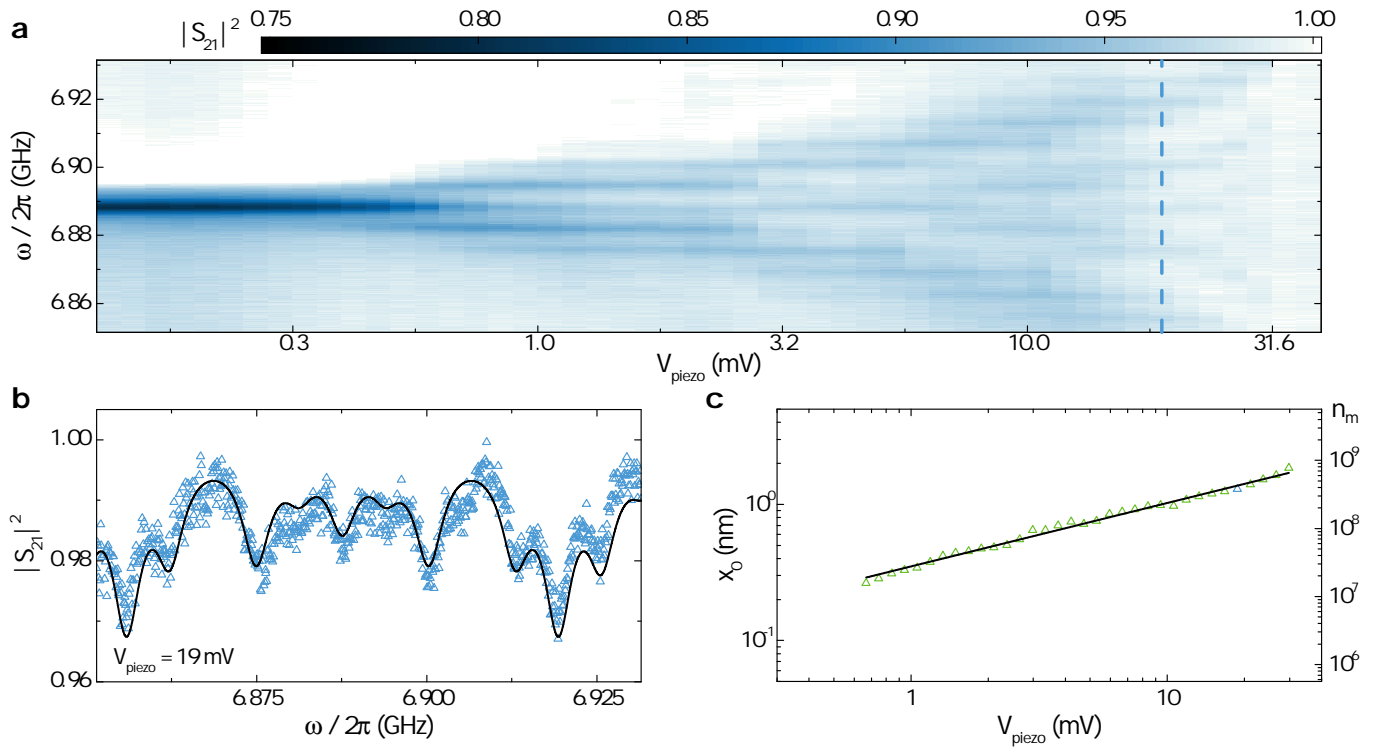 a
|S21|²
0.75 0.80 0.85 0.90 0.95 1.00
ω / 2π (GHz)
6.92
6.90
6.88
6.86
0.3 1.0 3.2 10.0 31.6
Vpiezo (mV)
b
|S21|²
1.00
0.98
0.96
Vpiezo = 19 mV
6.875 6.900 6.925
ω / 2π (GHz)
c
x0 (nm)
10⁰
10⁻¹
nm
10⁹
10⁸
10⁷
10⁶
1 10
Vpiezo (mV)